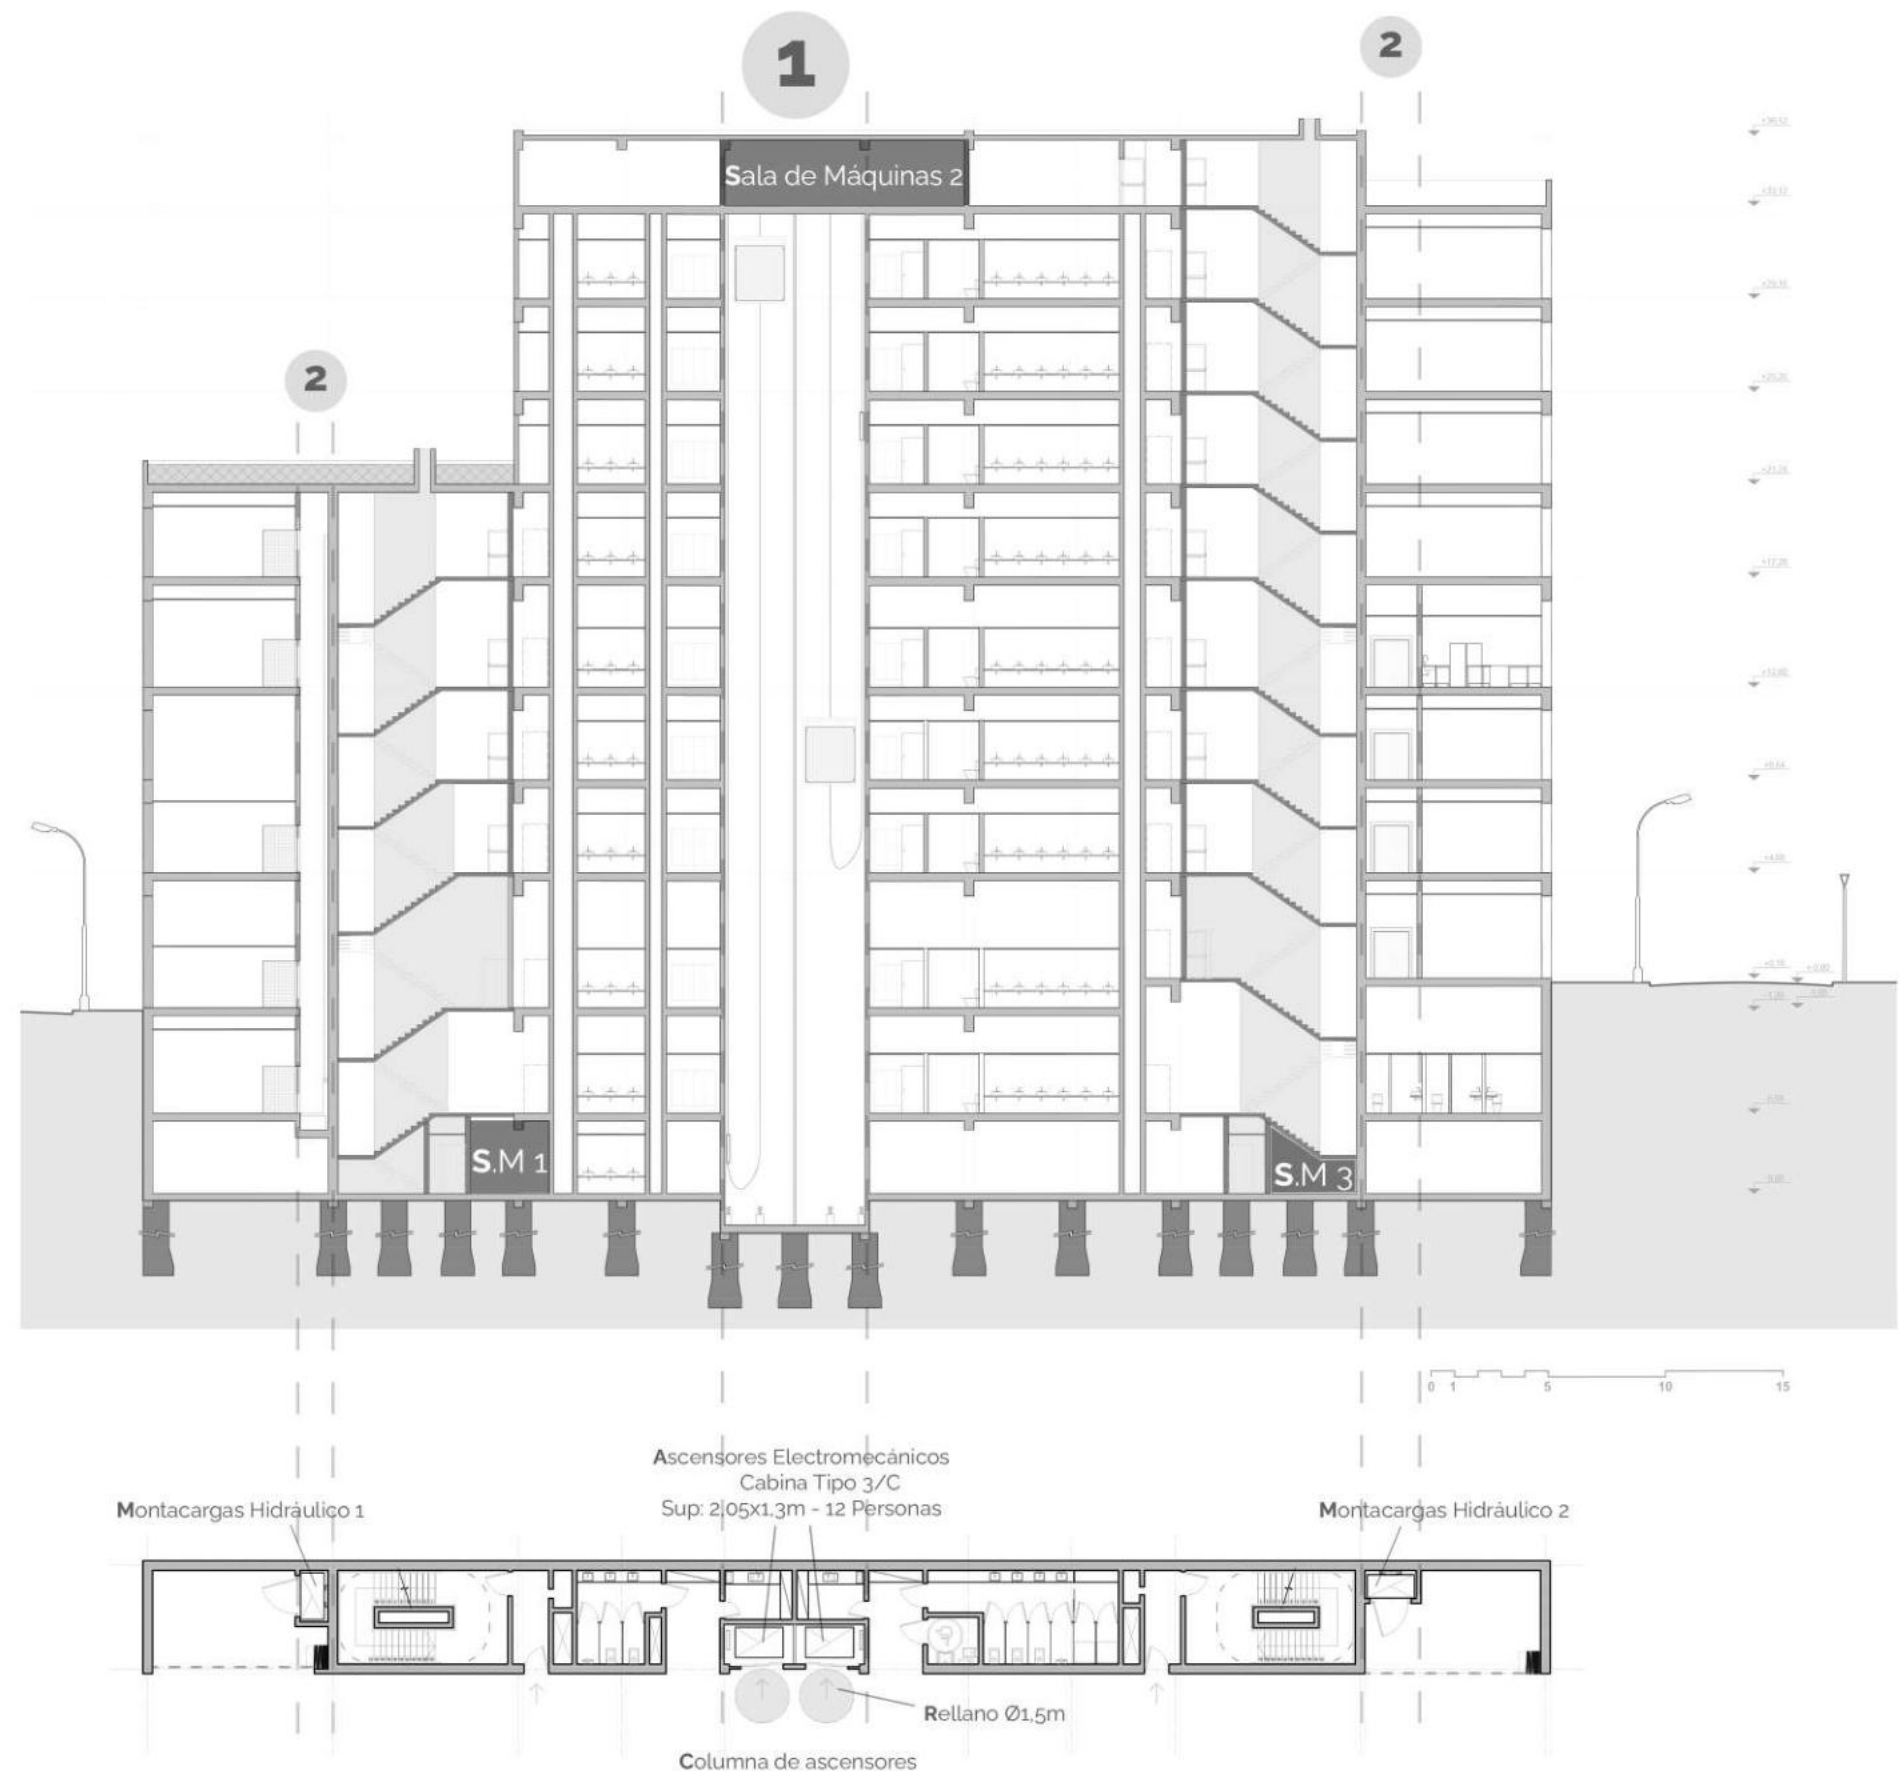 1
2
Sala de Máquinas 2
2
S.M 1
S.M 3
0 1 5 10 15
Ascensores Electromecánicos
Cabina Tipo 3/C
Sup: 2,05x1,3m - 12 Personas
Montacargas Hidráulico 1
Montacargas Hidráulico 2
Rellano Ø1,5m
Columna de ascensores